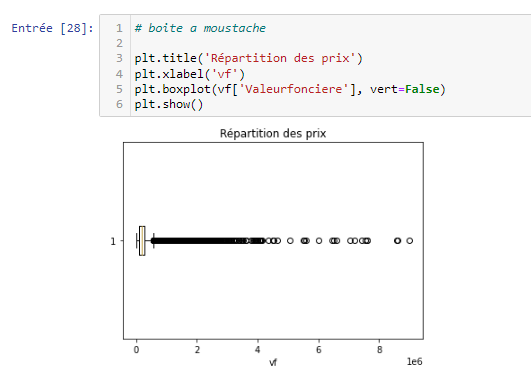 Entrée [28]:
1 # boite a moustache
2
3 plt.title('Répartition des prix')
4 plt.xlabel('vf')
5 plt.boxplot(vf['Valeurfonciere'], vert=False)
6 plt.show()
Répartition des prix
1
0 2 4 6 8
1e6
vf